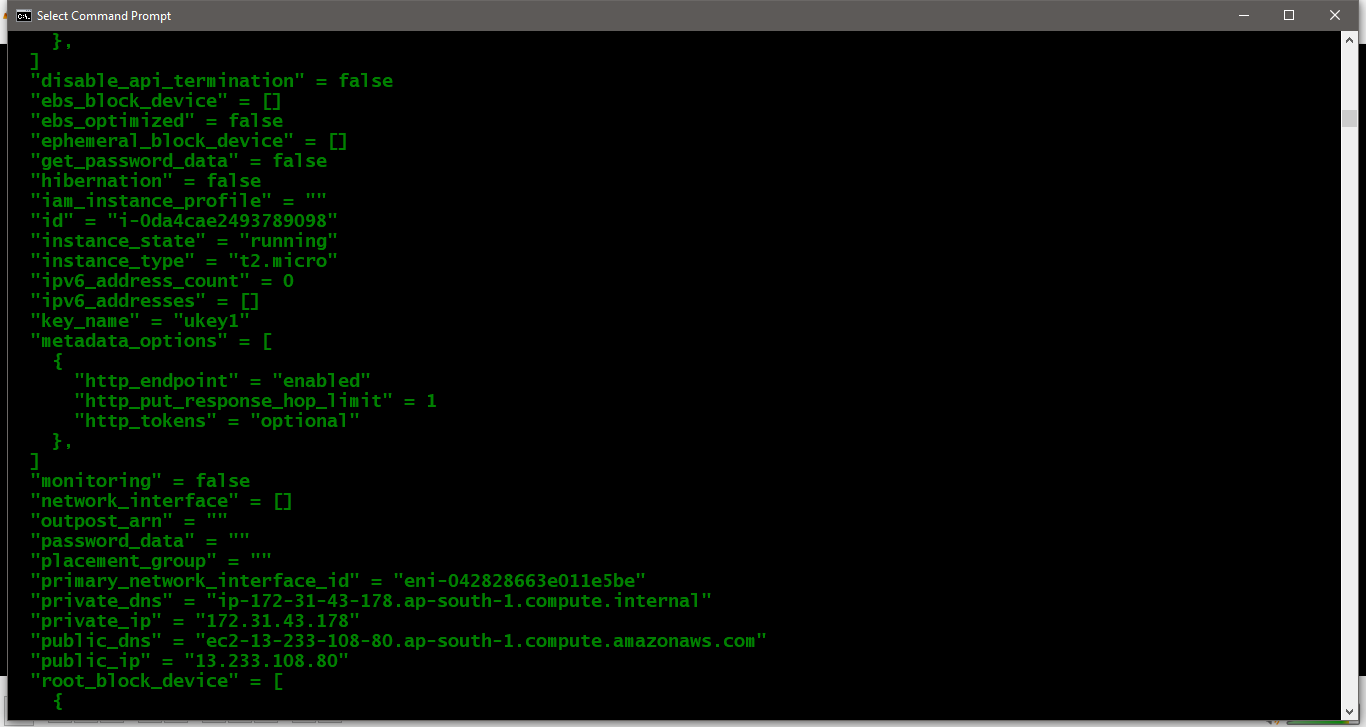 Select Command Prompt
},
]
"disable_api_termination" = false
"ebs_block_device" = []
"ebs_optimized" = false
"ephemeral_block_device" = []
"get_password_data" = false
"hibernation" = false
"iam_instance_profile" = ""
"id" = "i-0da4cae2493789098"
"instance_state" = "running"
"instance_type" = "t2.micro"
"ipv6_address_count" = 0
"ipv6_addresses" = []
"key_name" = "ukey1"
"metadata_options" = [
{
"http_endpoint" = "enabled"
"http_put_response_hop_limit" = 1
"http_tokens" = "optional"
},
]
"monitoring" = false
"network_interface" = []
"outpost_arn" = ""
"password_data" = ""
"placement_group" = ""
"primary_network_interface_id" = "eni-042828663e011e5be"
"private_dns" = "ip-172-31-43-178.ap-south-1.compute.internal"
"private_ip" = "172.31.43.178"
"public_dns" = "ec2-13-233-108-80.ap-south-1.compute.amazonaws.com"
"public_ip" = "13.233.108.80"
"root_block_device" = [
{